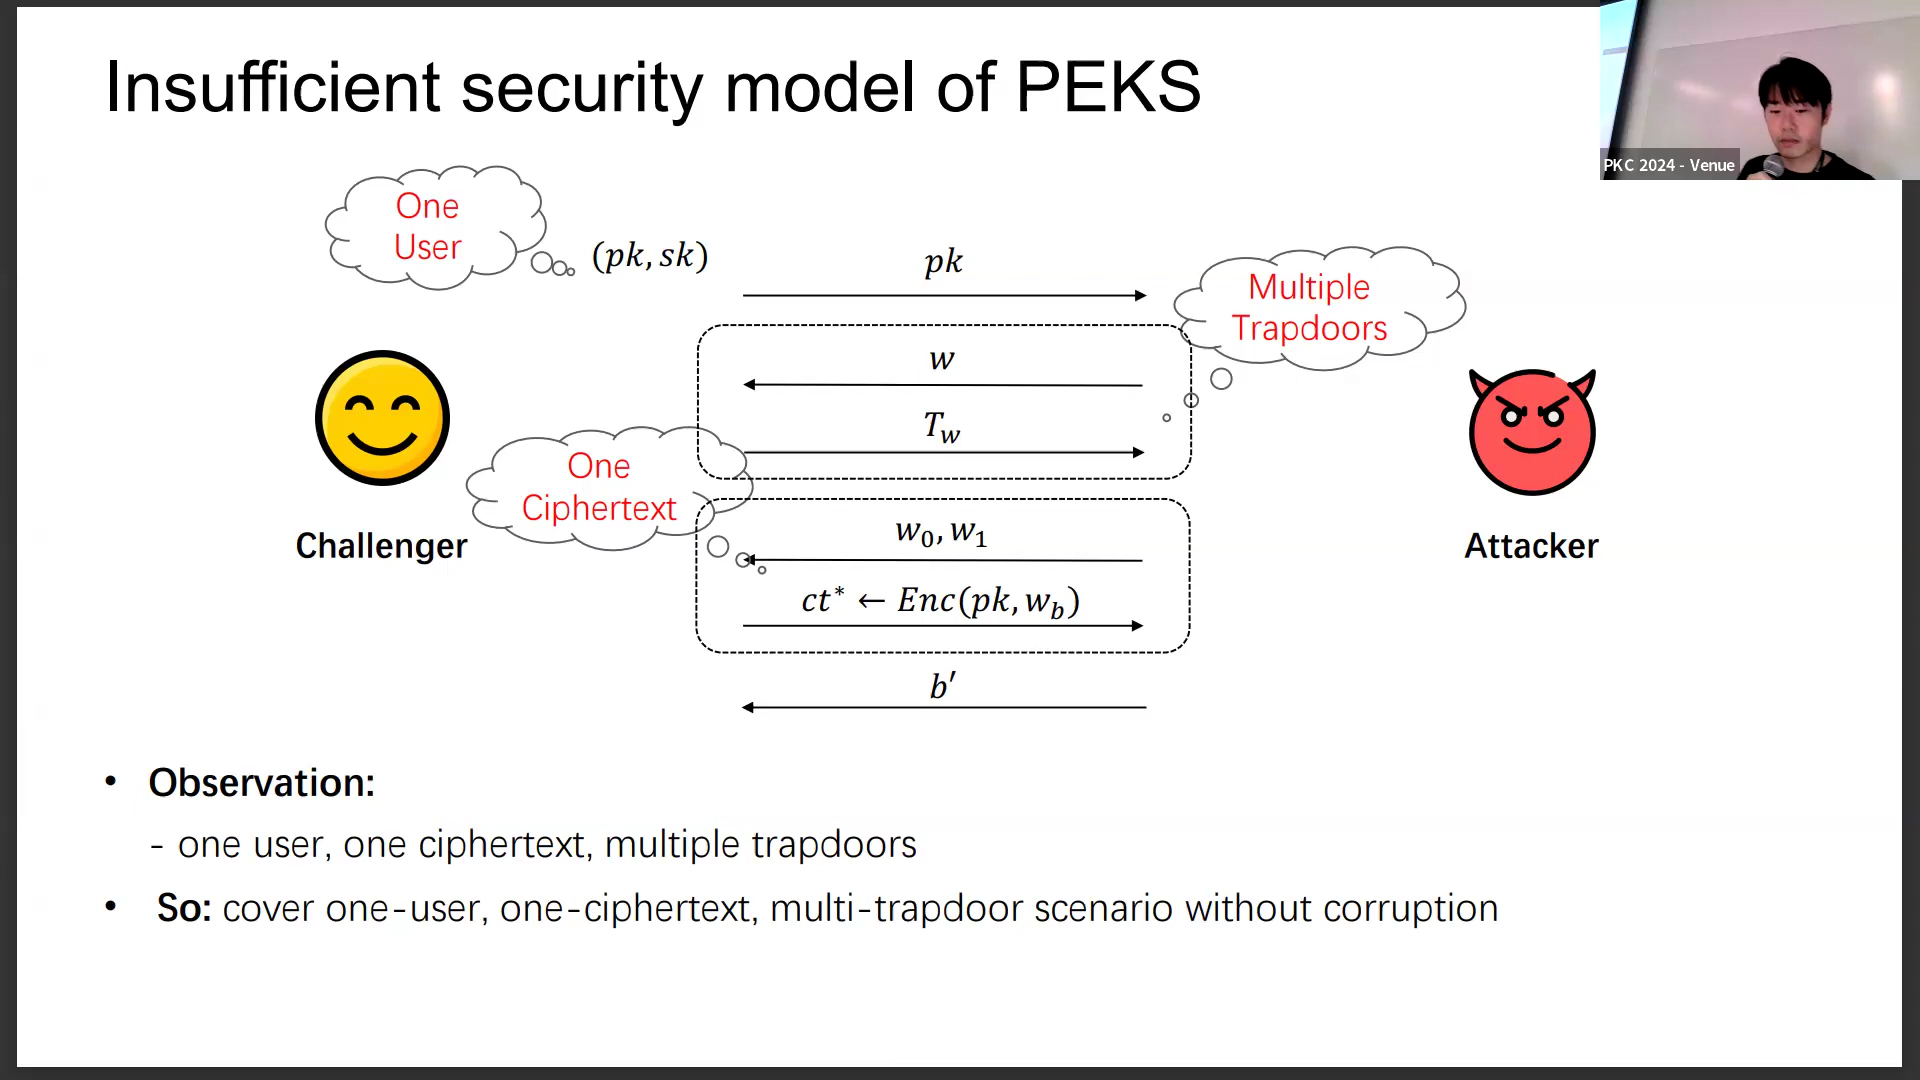 Insufficient security model of PEKS
PKC 2024 - Venue
One
User
(pk, sk)
pk
Multiple
Trapdoors
w
T_w
One
Ciphertext
w_0, w_1
ct* ← Enc(pk, w_b)
b′
Challenger
Attacker
• Observation:
- one user, one ciphertext, multiple trapdoors
• So: cover one-user, one-ciphertext, multi-trapdoor scenario without corruption